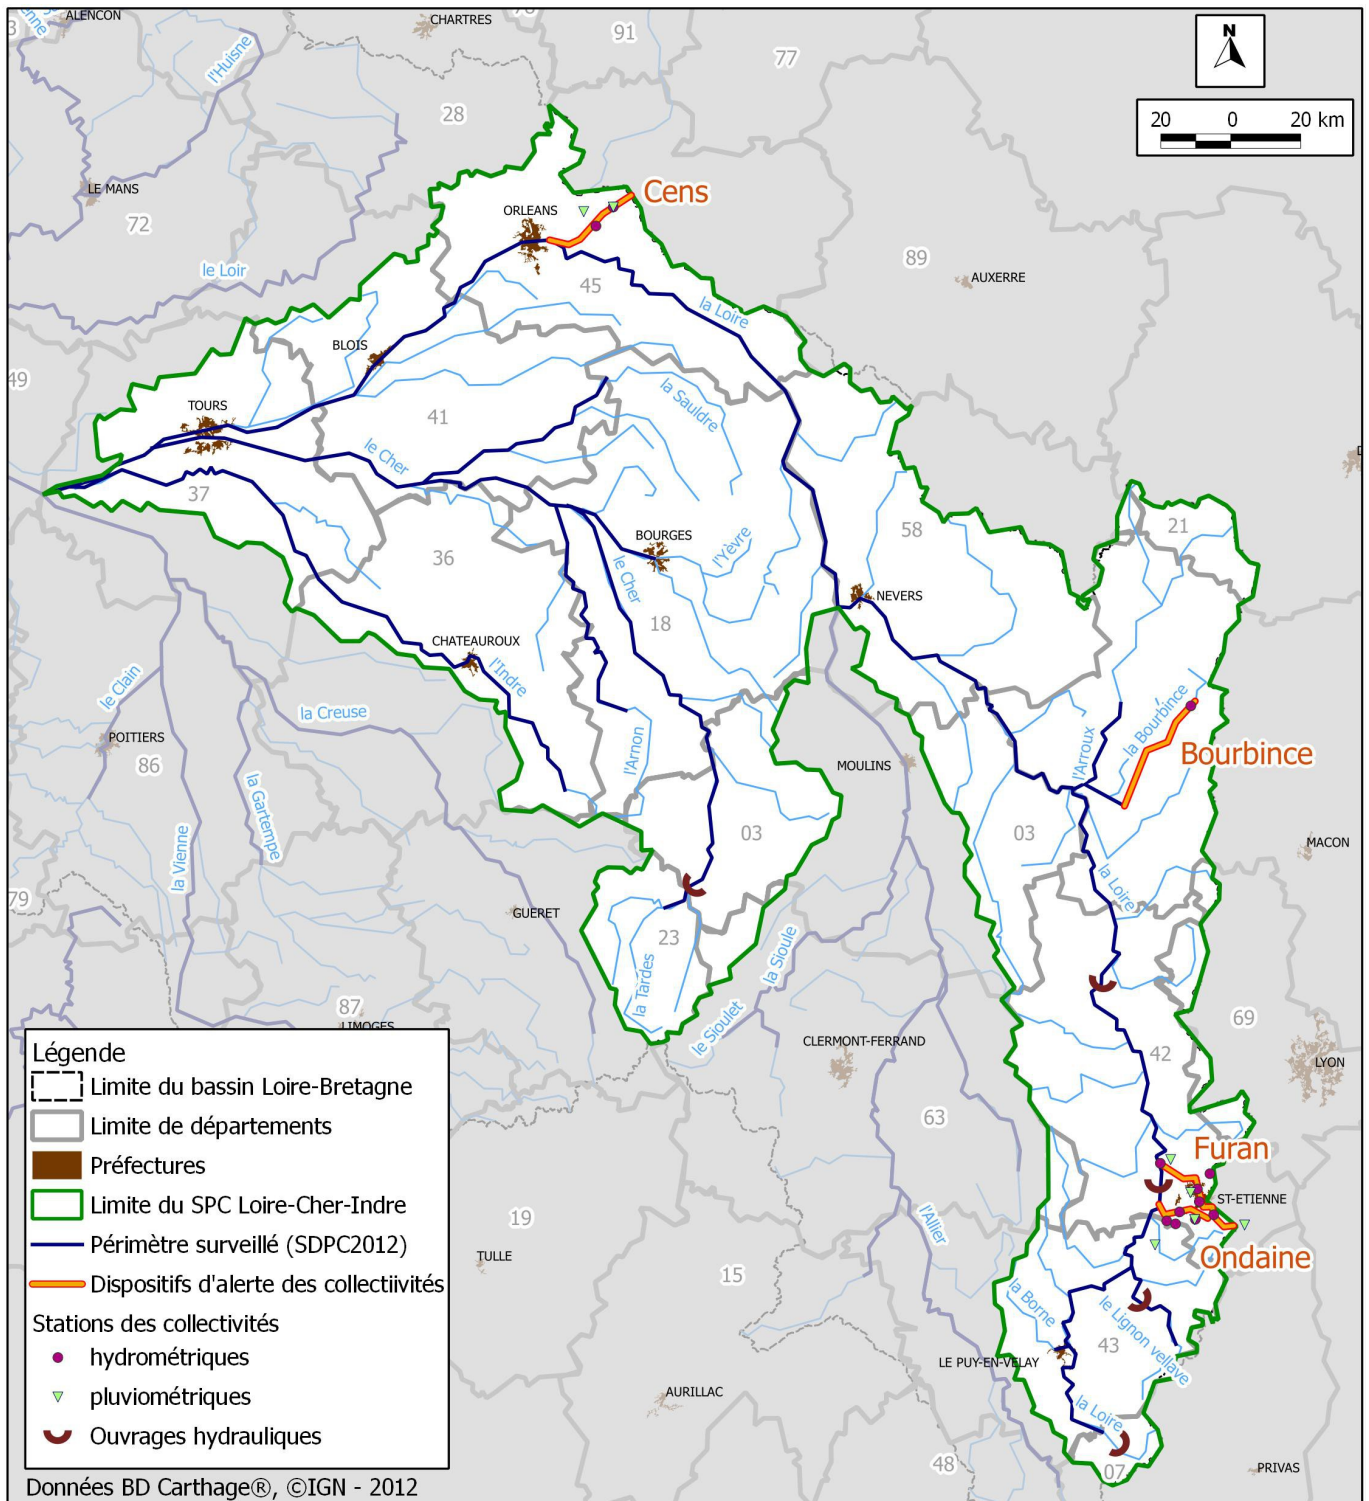 ALENCON
CHARTRES
91
77
N
l'Huisne
28
20 0 20 km
LE MANS
72
Cens
ORLEANS
le Loir
45
89
AUXERRE
la Loire
BLOIS
49
TOURS
41
la Sauldre
le Cher
37
BOURGES
l'Yèvre
58
21
36
le Cher
NEVERS
18
CHATEAUROUX
l'Indre
le Clain
la Creuse
POITIERS
86
l'Arnon
MOULINS
l'Arroux
la Bourbince
Bourbince
la Gartempe
la Vienne
03
03
MACON
79
la Loire
GUERET
23
la Tardes
la Sioule
le Sioulet
87
LIMOGES
69
CLERMONT-FERRAND
42
LYON
63
Furan
ST-ETIENNE
19
l'Allier
Ondaine
TULLE
15
la Borne
le Lignon vellave
43
LE PUY-EN-VELAY
AURILLAC
la Loire
48
07
PRIVAS
Légende
Limite du bassin Loire-Bretagne
Limite de départements
Préfectures
Limite du SPC Loire-Cher-Indre
Périmètre surveillé (SDPC2012)
Dispositifs d'alerte des collectiivités
Stations des collectivités
hydrométriques
pluviométriques
Ouvrages hydrauliques
Données BD Carthage®, ©IGN - 2012